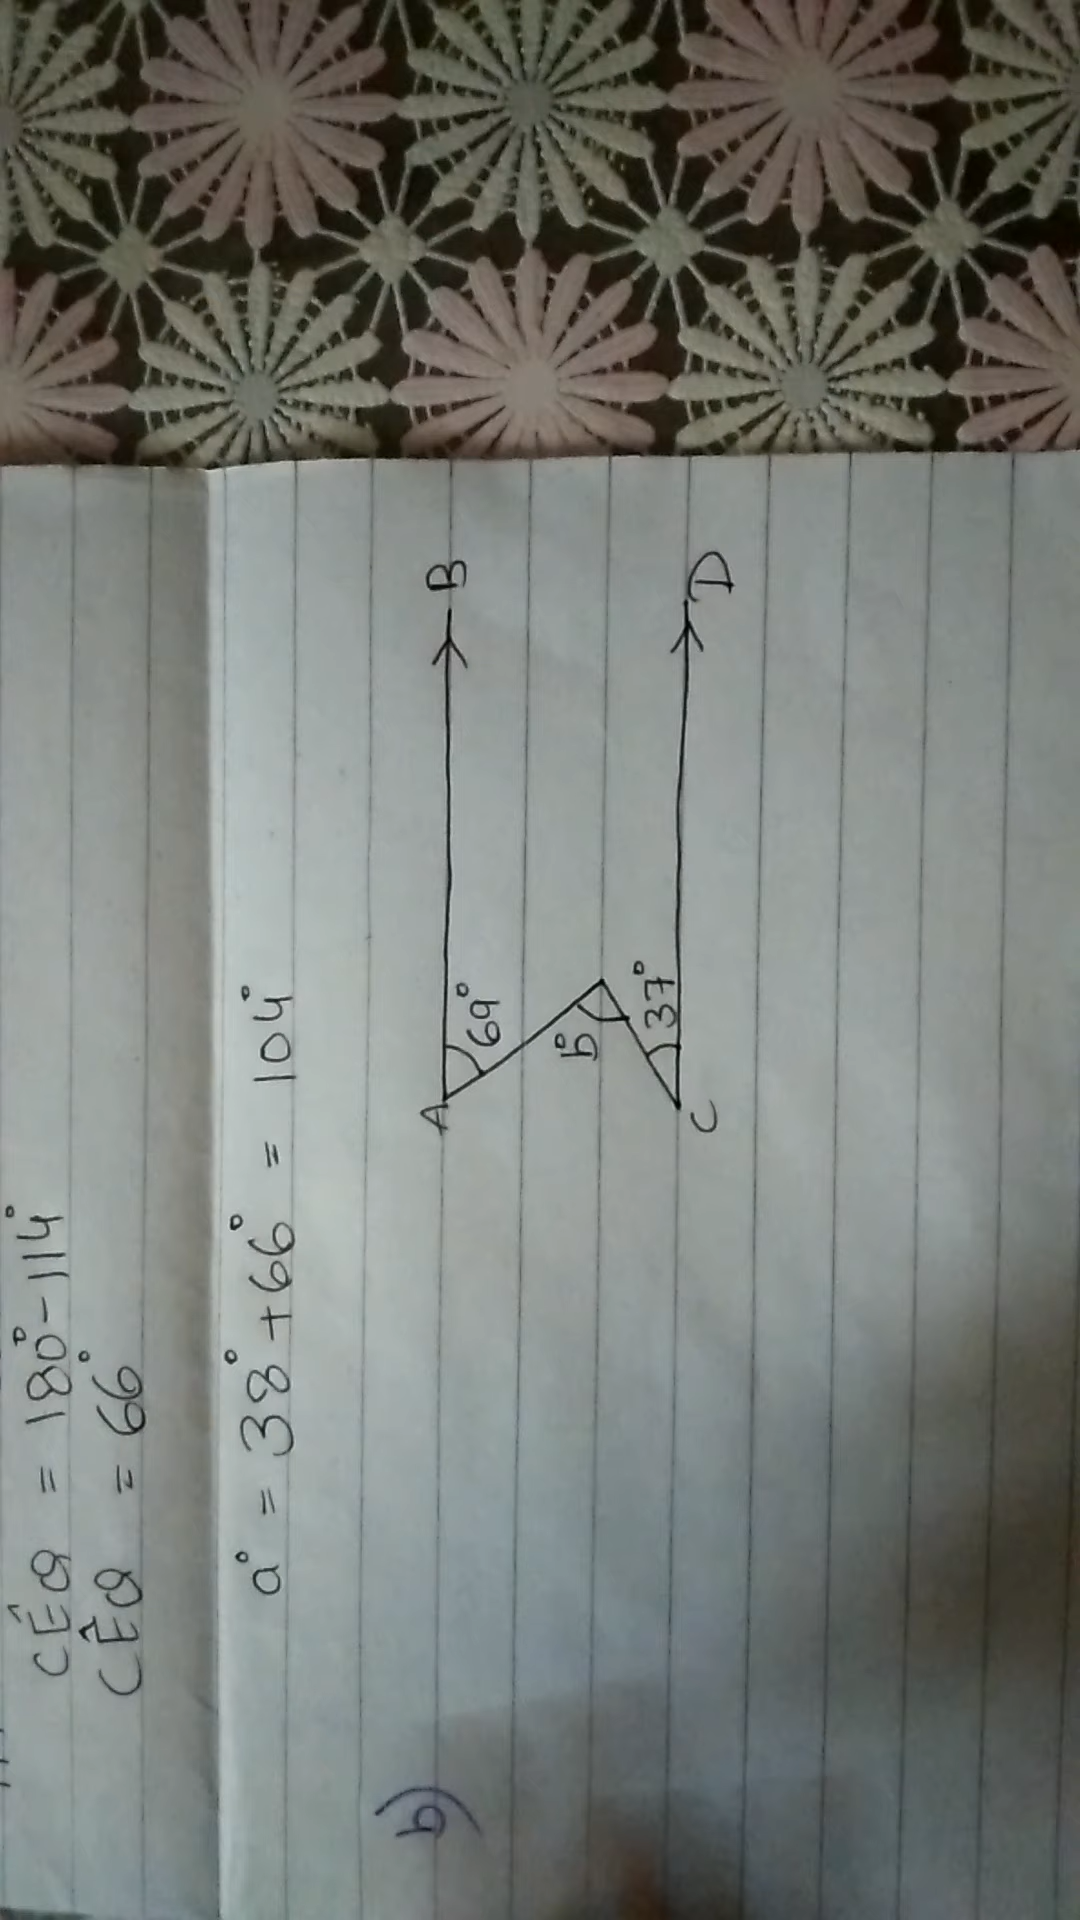 CÊQ = 180° - 114°
CÊQ = 66°
a° = 38° + 66° = 104°
b)
A B
69°
b°
37°
C D